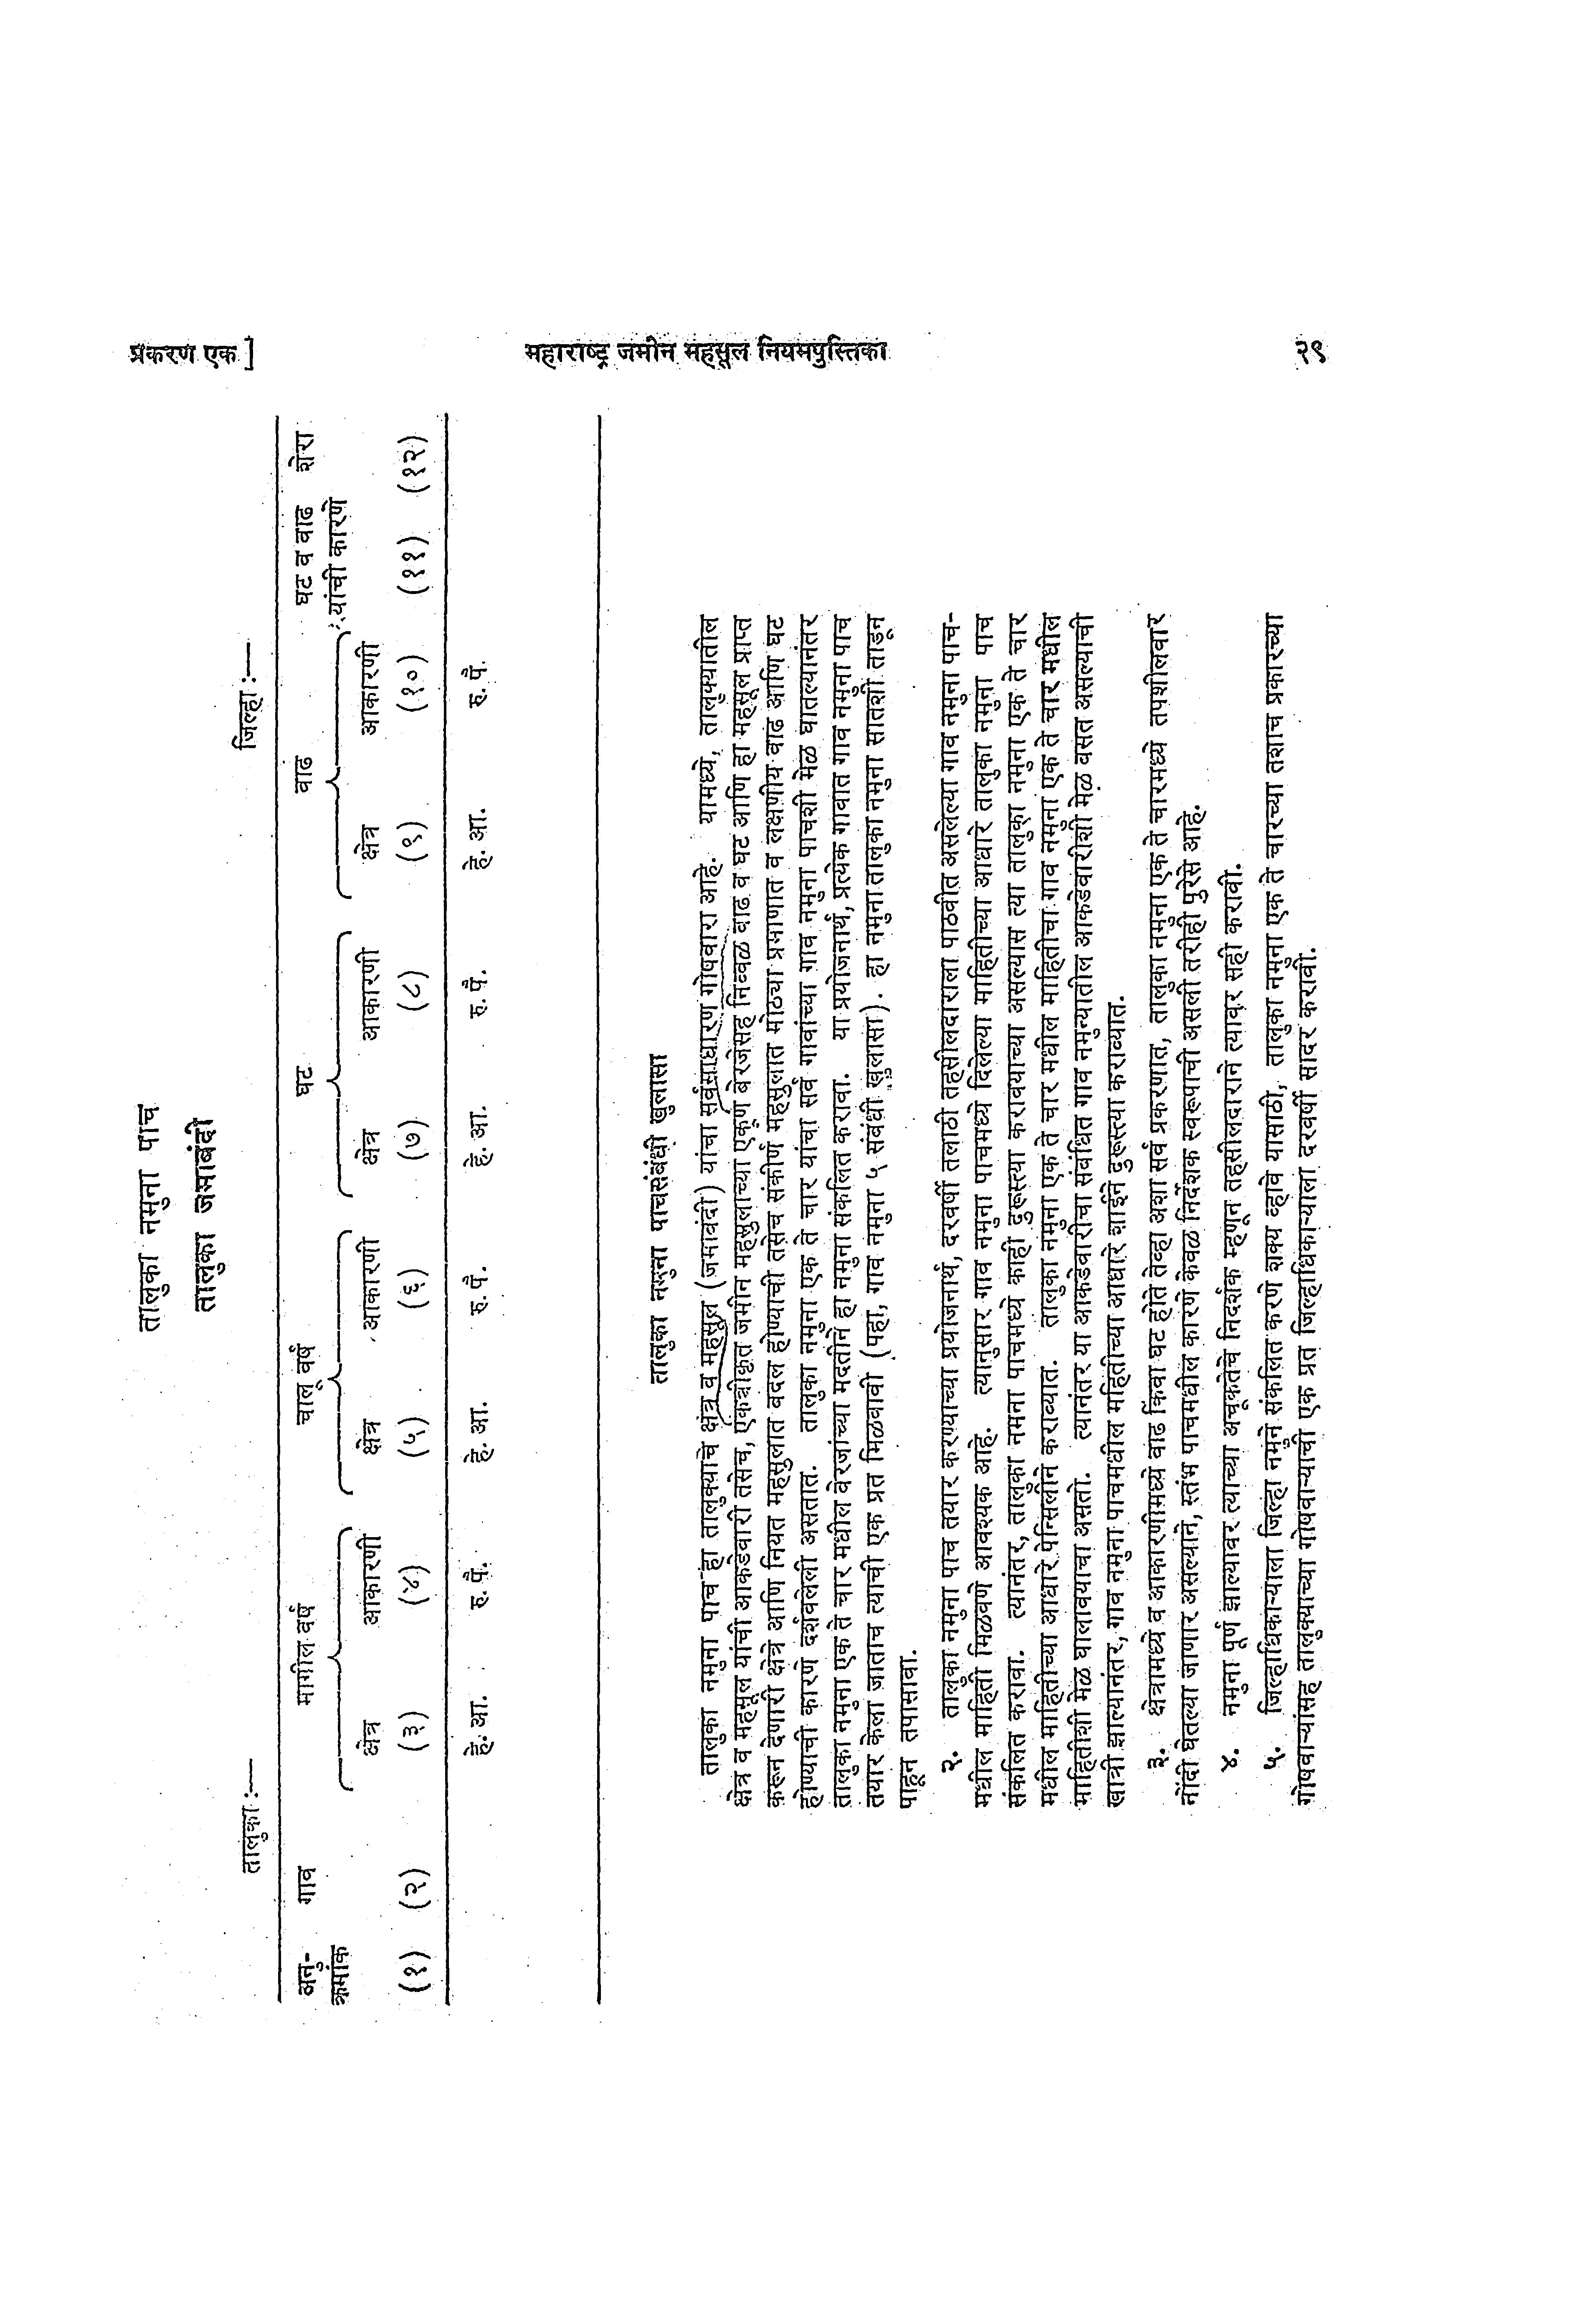 प्रकरण एक ] महाराष्ट्र जमीन महसूल नियमपुस्तिका २९
तालुका नमुना पाच
तालुका जमाबंदी
तालुका :— जिल्हा :—
अनु- गाव मागील वर्ष चालू वर्ष घट वाढ घट व वाढ शेरा
क्रमांक यांची कारणे
क्षेत्र आकारणी क्षेत्र आकारणी क्षेत्र आकारणी क्षेत्र आकारणी
(१) (२) (३) (४) (५) (६) (७) (८) (९) (१०) (११) (१२)
हे. आ. रु. पै. हे. आ. रु. पै. हे. आ. रु. पै. हे. आ. रु. पै.
तालुका नमुना पाचसंबंधी खुलासा
तालुका नमुना पाच हा तालुक्याचे क्षेत्र व महसूल (जमाबंदी) यांचा सर्वसाधारण गोषवारा आहे. यामध्ये, तालुक्यातील
क्षेत्र व महसूल यांची आकडेवारी तसेच, एकत्रीकृत जमीन महसुलाच्या एकूण बेरजेसह निव्वळ वाढ व घट आणि हा महसूल प्राप्त
करून देणारी क्षेत्रे आणि नियत महसुलात बदल होण्याची तसेच संकीर्ण महसुलात मोठ्या प्रमाणात व लक्षणीय वाढ आणि घट
होण्याची कारणे दर्शवलेली असतात. तालुका नमुना एक ते चार यांचा सर्व गावांच्या गाव नमुना पाचशी मेळ घातल्यानंतर
तालुका नमुना एक ते चार मधील बेरजांच्या मदतीने हा नमुना संकलित करावा. या प्रयोजनार्थ, प्रत्येक गावात गाव नमुना पाच
तयार केला जाताच त्याची एक प्रत मिळवावी (पहा, गाव नमुना ५ संबंधी खुलासा). हा नमुना तालुका नमुना सातशी ताडून
पाहून तपासावा.
२. तालुका नमुना पाच तयार करण्याच्या प्रयोजनार्थ, दरवर्षी तलाठी तहसीलदाराला पाठवीत असलेल्या गाव नमुना पाच-
मधील माहिती मिळवणे आवश्यक आहे. त्यानुसार गाव नमुना पाचमध्ये दिलेल्या माहितीच्या आधारे तालुका नमुना पाच
संकलित करावा. त्यानंतर, तालुका नमना पाचमध्ये काही दुरूस्त्या करावयाच्या असल्यास त्या तालुका नमुना एक ते चार
मधील माहितीच्या आधारे पेन्सिलीने कराव्यात. तालुका नमुना एक ते चार मधील माहितीचा गाव नमुना एक ते चार मधील
माहितीशी मेळ घालावयाचा असतो. त्यानंतर या आकडेवारीचा संबंधित गाव नमुन्यातील आकडेवारीशी मेळ बसत असल्याची
खात्री झाल्यानंतर, गाव नमुना पाचमधील महितीच्या आधारे शाईने दुरूस्त्या कराव्यात.
३. क्षेत्रामध्ये व आकारणीमध्ये वाढ किंवा घट होते तेव्हा अशा सर्व प्रकरणात, तालुका नमुना एक ते चारमध्ये तपशीलवार
नोंदी घेतल्या जाणार असल्याने, स्तंभ पाचमधील कारणे केवळ निर्देशक स्वरूपाची असली तरीही पुरेसे आहे.
४. नमुना पूर्ण झाल्यावर त्याच्या अचूकतेचे निदर्शक म्हणून तहसीलदाराने त्यावर सही करावी.
५. जिल्हाधिकाऱ्याला जिल्हा नमुने संकलित करणे शक्य व्हावे यासाठी, तालुका नमुना एक ते चारच्या तशाच प्रकारच्या
गोषवाऱ्यांसह तालुक्याच्या गोषवाऱ्याची एक प्रत जिल्हाधिकाऱ्याला दरवर्षी सादर करावी.